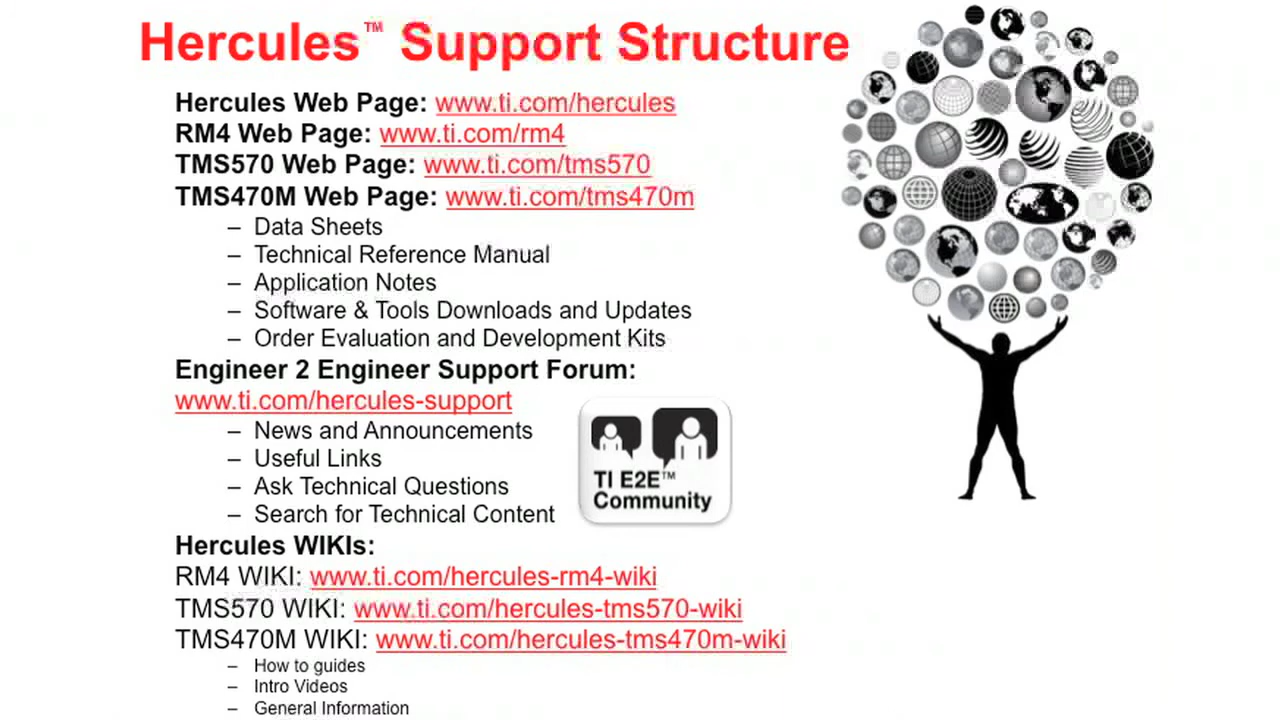 Hercules™ Support Structure
Hercules Web Page: www.ti.com/hercules
RM4 Web Page: www.ti.com/rm4
TMS570 Web Page: www.ti.com/tms570
TMS470M Web Page: www.ti.com/tms470m
– Data Sheets
– Technical Reference Manual
– Application Notes
– Software & Tools Downloads and Updates
– Order Evaluation and Development Kits
Engineer 2 Engineer Support Forum:
www.ti.com/hercules-support
– News and Announcements
– Useful Links
– Ask Technical Questions
– Search for Technical Content
TI E2E™
Community
Hercules WIKIs:
RM4 WIKI: www.ti.com/hercules-rm4-wiki
TMS570 WIKI: www.ti.com/hercules-tms570-wiki
TMS470M WIKI: www.ti.com/hercules-tms470m-wiki
– How to guides
– Intro Videos
– General Information